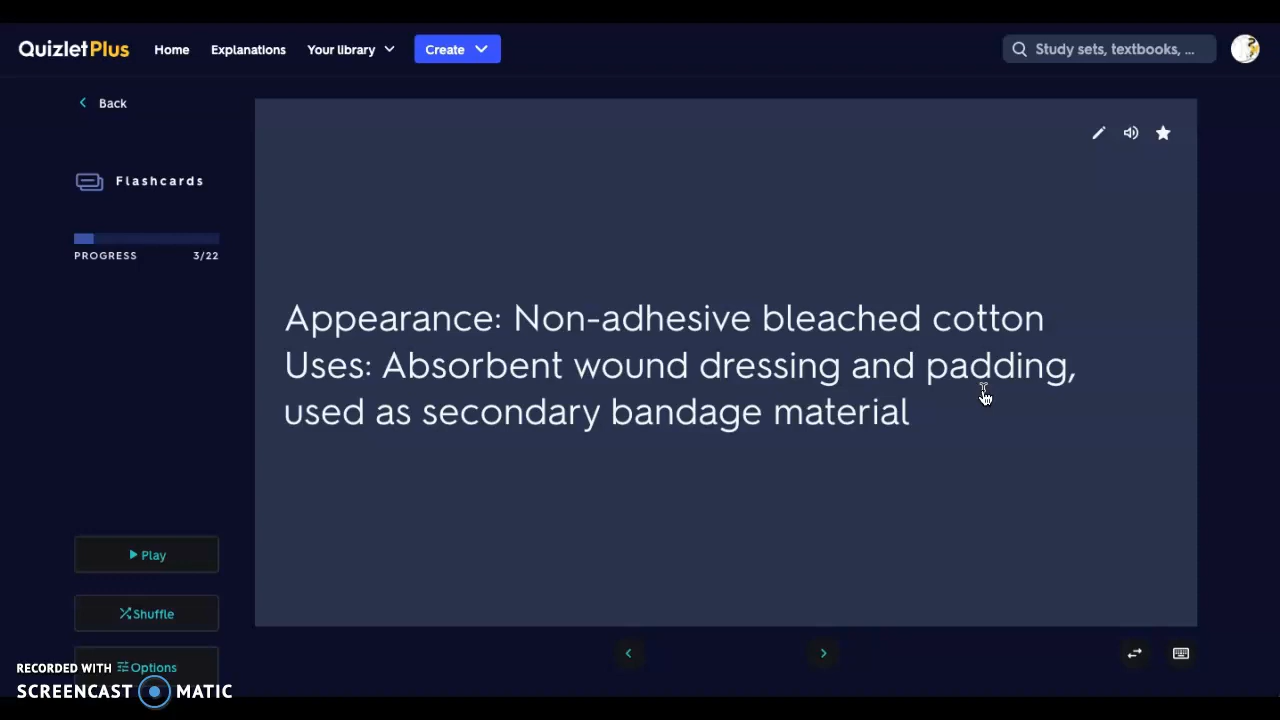 QuizletPlus Home Explanations Your library Create Study sets, textbooks, ...
Back
Flashcards
PROGRESS 3/22
Appearance: Non-adhesive bleached cotton
Uses: Absorbent wound dressing and padding,
used as secondary bandage material
Play
Shuffle
Options
RECORDED WITH
SCREENCAST MATIC